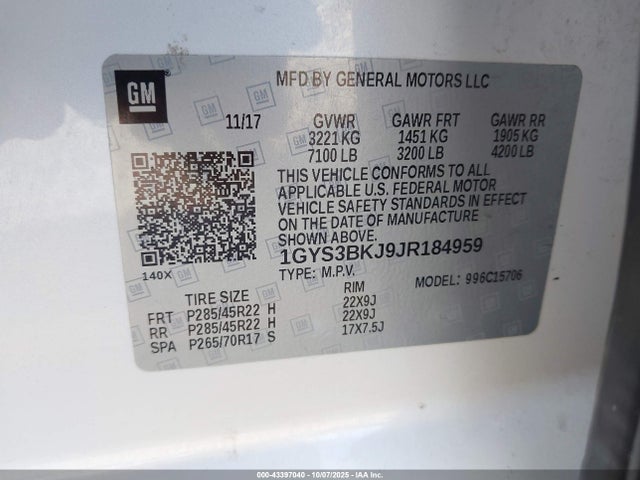 GM
MFD BY GENERAL MOTORS LLC
11/17 GVWR GAWR FRT GAWR RR
3221 KG 1451 KG 1905 KG
7100 LB 3200 LB 4200 LB
THIS VEHICLE CONFORMS TO ALL
APPLICABLE U.S. FEDERAL MOTOR
VEHICLE SAFETY STANDARDS IN EFFECT
ON THE DATE OF MANUFACTURE
SHOWN ABOVE.
1GYS3BKJ9JR184959
140X TYPE: M.P.V. MODEL: 996C15706
TIRE SIZE RIM
FRT P285/45R22 H 22X9J
RR P285/45R22 H 22X9J
SPA P265/70R17 S 17X7.5J
000-43397040 - 10/07/2025 - IAAI.com